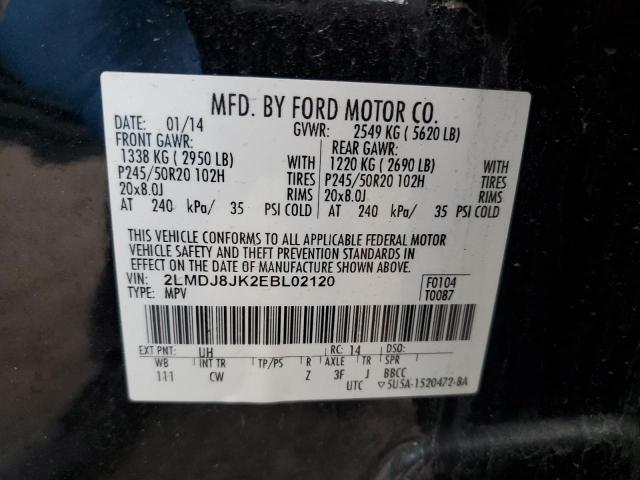 MFD. BY FORD MOTOR CO.
DATE: 01/14 GVWR: 2549 KG ( 5620 LB)
FRONT GAWR: REAR GAWR:
1338 KG ( 2950 LB) WITH 1220 KG ( 2690 LB) WITH
P245/50R20 102H TIRES P245/50R20 102H TIRES
20x8.0J RIMS 20x8.0J RIMS
AT 240 kPa/ 35 PSI COLD AT 240 kPa/ 35 PSI COLD
THIS VEHICLE CONFORMS TO ALL APPLICABLE FEDERAL MOTOR
VEHICLE SAFETY AND THEFT PREVENTION STANDARDS IN
EFFECT ON THE DATE OF MANUFACTURE SHOWN ABOVE.
VIN: 2LMDJ8JK2EBL02120 F0104
TYPE: MPV T0087
EXT PNT: UH RC: 14 DSO:
WB INT TR TP/PS R AXLE TR SPR
111 CW Z 3F J BBCC
UTC ▽5U5A-1520472-BA